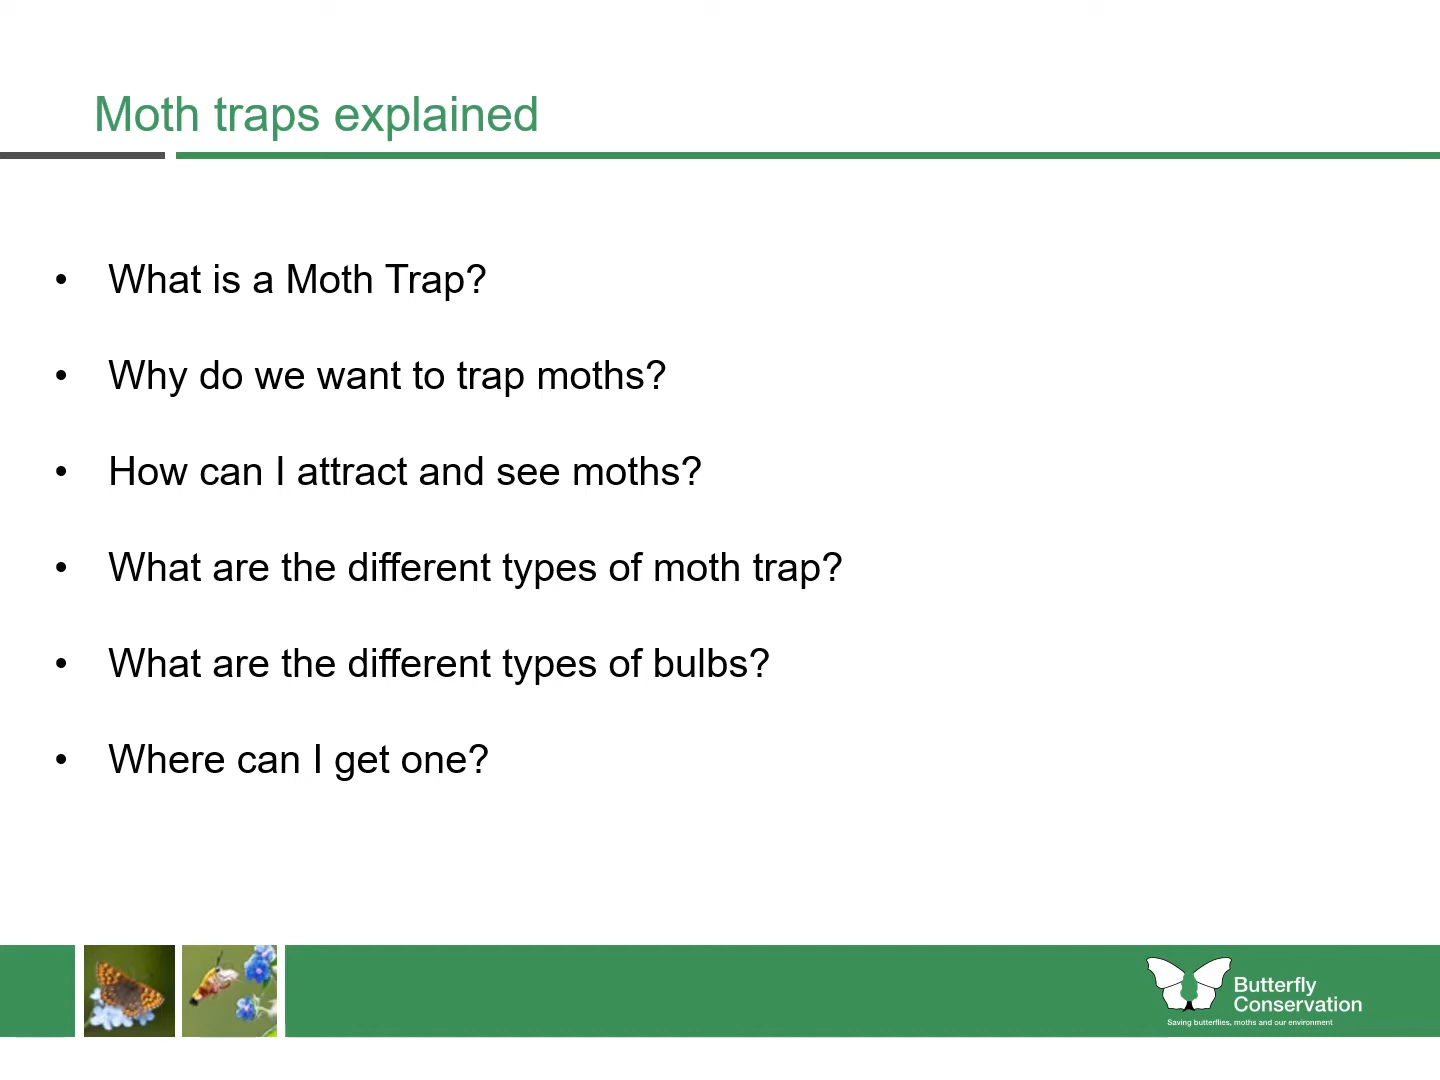 Moth traps explained
• What is a Moth Trap?
• Why do we want to trap moths?
• How can I attract and see moths?
• What are the different types of moth trap?
• What are the different types of bulbs?
• Where can I get one?
Butterfly
Conservation
Saving butterflies, moths and our environment